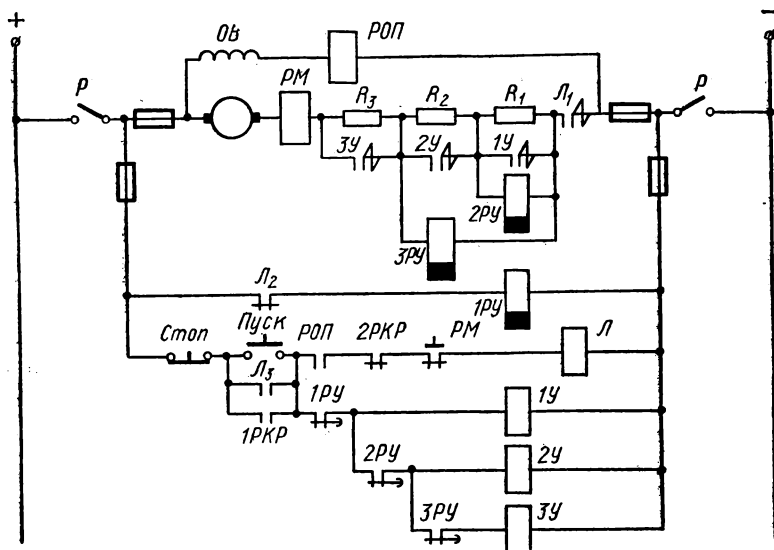 +
−
ОВ
РОП
Р
РМ
R3
R2
R1
Л1
Р
3У
2У
1У
2РУ
3РУ
Л2
1РУ
Стоп
Пуск
РОП
2РКР
РМ
Л
Л3
1РКР
1РУ
1У
2РУ
2У
3РУ
3У